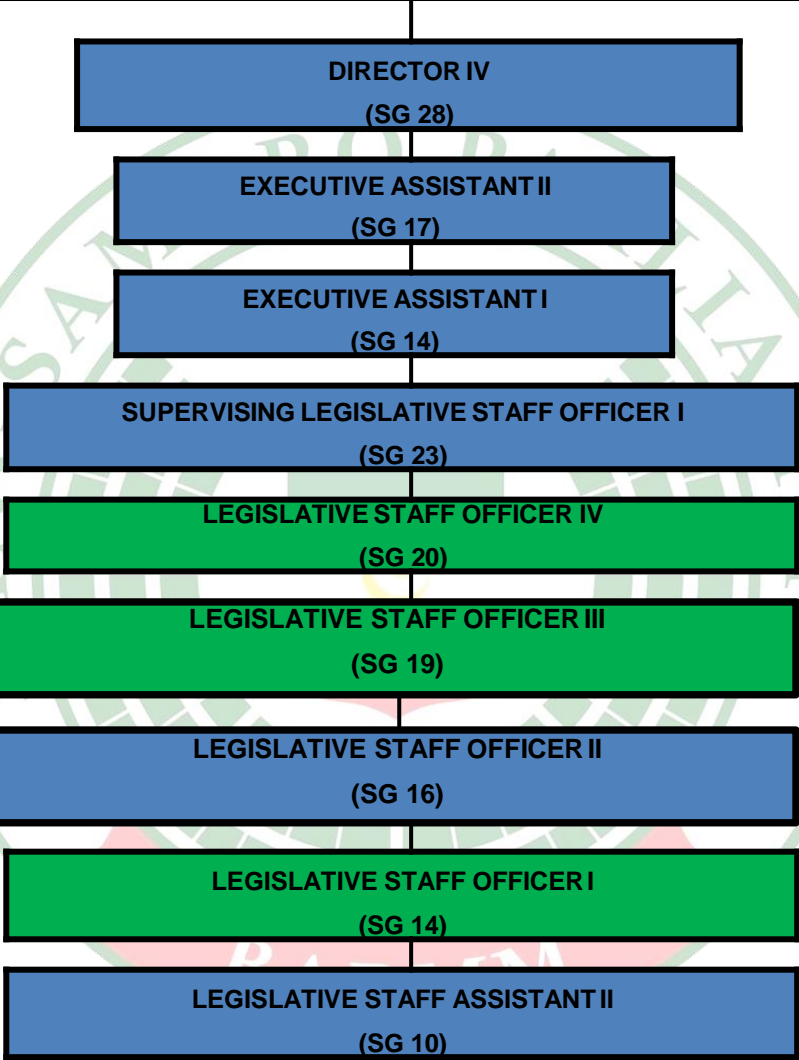 DIRECTOR IV
(SG 28)
EXECUTIVE ASSISTANT II
(SG 17)
EXECUTIVE ASSISTANT I
(SG 14)
SUPERVISING LEGISLATIVE STAFF OFFICER I
(SG 23)
LEGISLATIVE STAFF OFFICER IV
(SG 20)
LEGISLATIVE STAFF OFFICER III
(SG 19)
LEGISLATIVE STAFF OFFICER II
(SG 16)
LEGISLATIVE STAFF OFFICER I
(SG 14)
LEGISLATIVE STAFF ASSISTANT II
(SG 10)